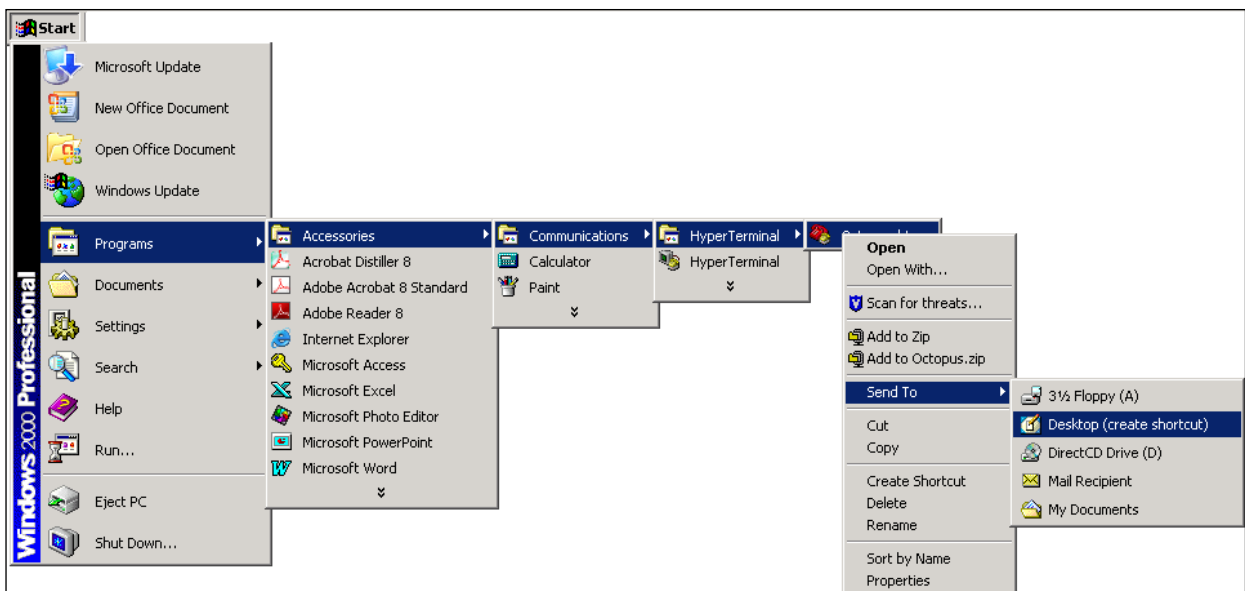 Start
Microsoft Update
New Office Document
Open Office Document
Windows Update
Programs
Documents
Settings
Search
Help
Run...
Eject PC
Shut Down...
Windows 2000 Professional
Accessories
Acrobat Distiller 8
Adobe Acrobat 8 Standard
Adobe Reader 8
Internet Explorer
Microsoft Access
Microsoft Excel
Microsoft Photo Editor
Microsoft PowerPoint
Microsoft Word
Communications
Calculator
Paint
HyperTerminal
HyperTerminal
Open
Open With...
Scan for threats...
Add to Zip
Add to Octopus.zip
Send To
Cut
Copy
Create Shortcut
Delete
Rename
Sort by Name
Properties
3½ Floppy (A)
Desktop (create shortcut)
DirectCD Drive (D)
Mail Recipient
My Documents